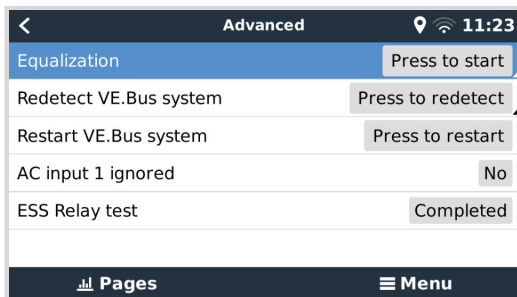 Advanced 11:23
Equalization Press to start
Redetect VE.Bus system Press to redetect
Restart VE.Bus system Press to restart
AC input 1 ignored No
ESS Relay test Completed
Pages Menu